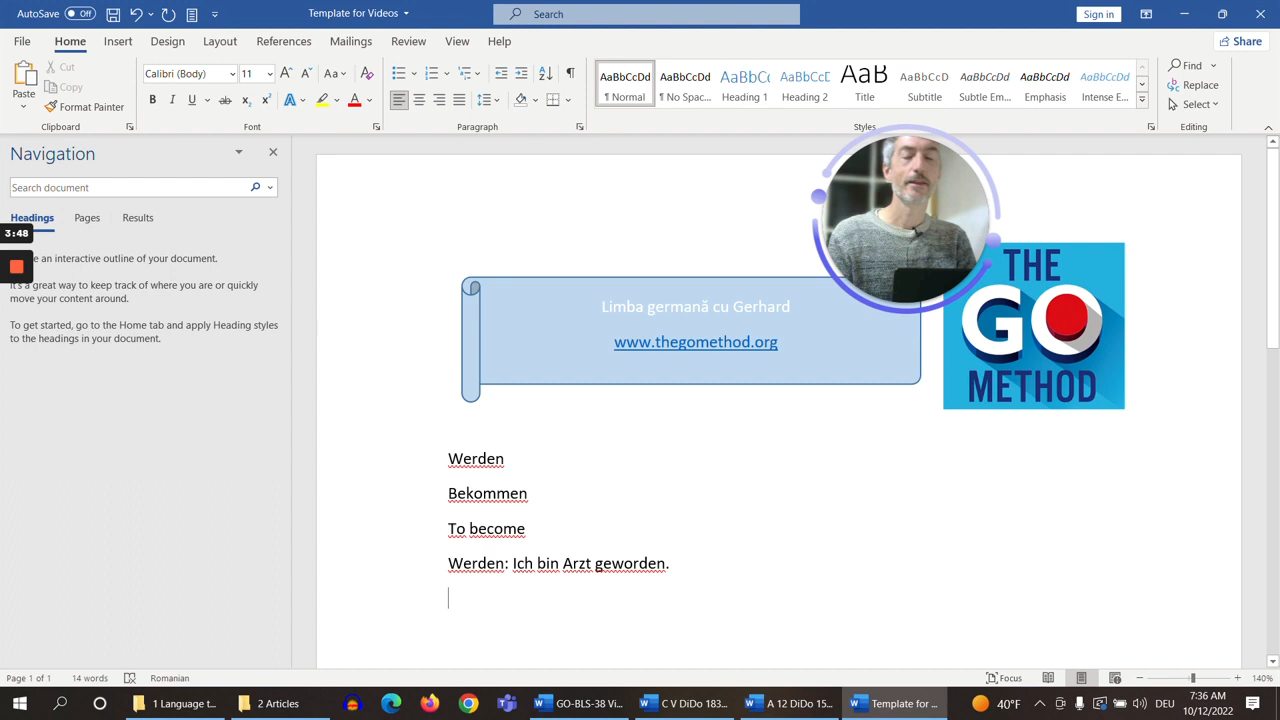 AutoSave Off Template for Videos Search Sign in
File Home Insert Design Layout References Mailings Review View Help Share
Paste Cut Copy Format Painter Clipboard
Calibri (Body) 11 Font
Paragraph
AaBbCcDd ¶ Normal
AaBbCcDd ¶ No Spac...
AaBbCc Heading 1
AaBbCcD Heading 2
AaB Title
AaBbCcD Subtitle
AaBbCcDd Subtle Em...
AaBbCcDd Emphasis
AaBbCcDd Intense E...
Styles
Find Replace Select Editing
Navigation
Search document
Headings Pages Results
3:48
an interactive outline of your document.
It's a great way to keep track of where you are or quickly
move your content around.
To get started, go to the Home tab and apply Heading styles
to the headings in your document.
Limba germană cu Gerhard
www.thegomethod.org
THE
GO
METHOD
Werden
Bekommen
To become
Werden: Ich bin Arzt geworden.
Page 1 of 1 14 words Romanian Focus 140%
1 Language t... 2 Articles GO-BLS-38 Vi... C V DiDo 183... A 12 DiDo 15... Template for ... 40°F DEU 7:36 AM
10/12/2022